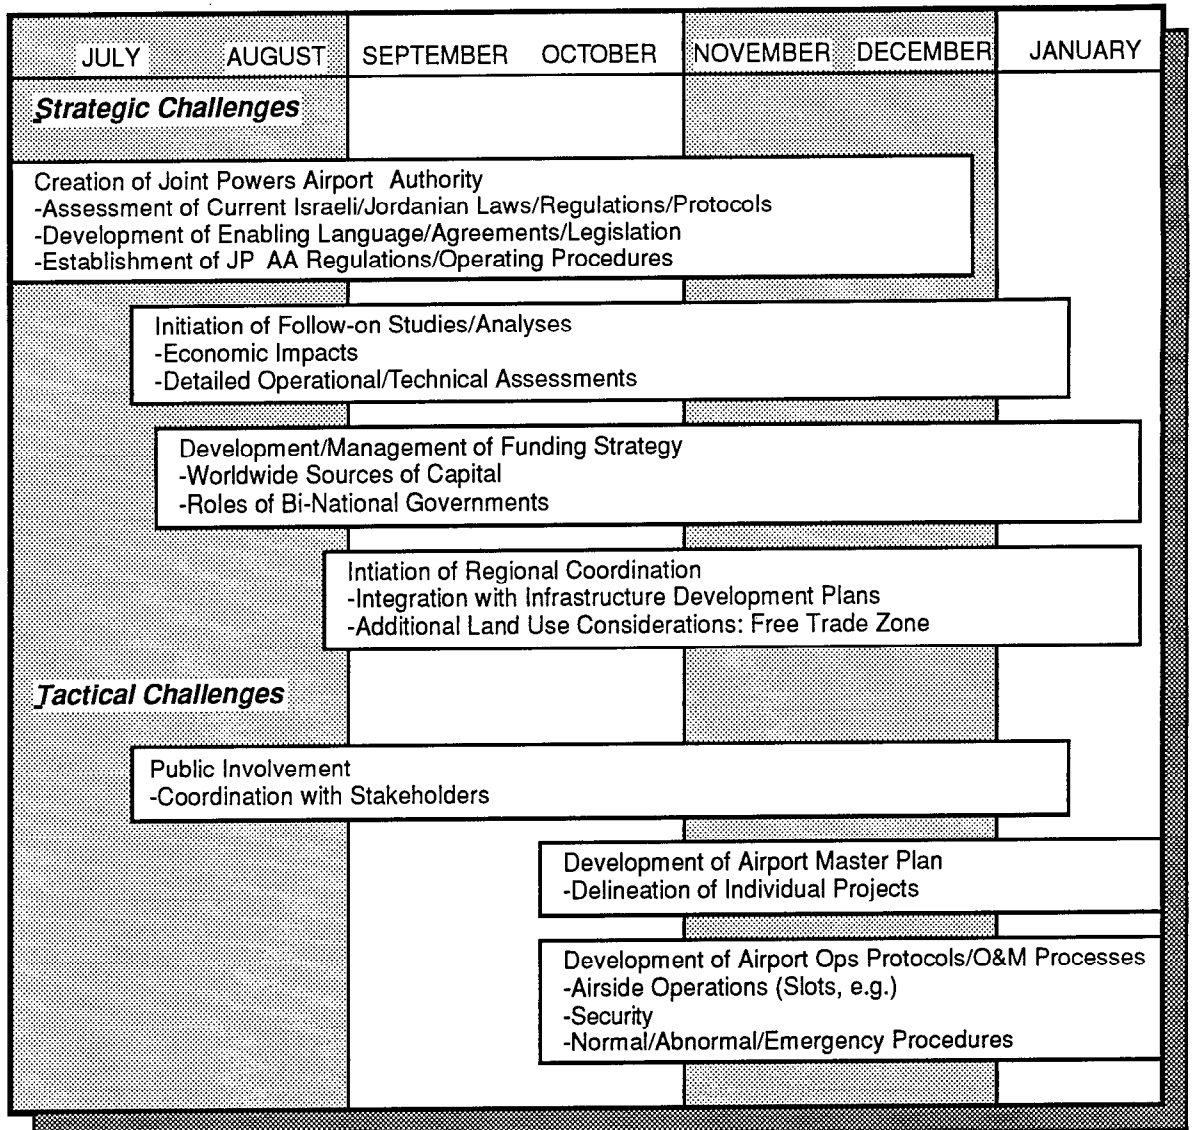 JULY AUGUST SEPTEMBER OCTOBER NOVEMBER DECEMBER JANUARY
Strategic Challenges
Creation of Joint Powers Airport Authority
-Assessment of Current Israeli/Jordanian Laws/Regulations/Protocols
-Development of Enabling Language/Agreements/Legislation
-Establishment of JP AA Regulations/Operating Procedures
Initiation of Follow-on Studies/Analyses
-Economic Impacts
-Detailed Operational/Technical Assessments
Development/Management of Funding Strategy
-Worldwide Sources of Capital
-Roles of Bi-National Governments
Intiation of Regional Coordination
-Integration with Infrastructure Development Plans
-Additional Land Use Considerations: Free Trade Zone
Tactical Challenges
Public Involvement
-Coordination with Stakeholders
Development of Airport Master Plan
-Delineation of Individual Projects
Development of Airport Ops Protocols/O&M Processes
-Airside Operations (Slots, e.g.)
-Security
-Normal/Abnormal/Emergency Procedures